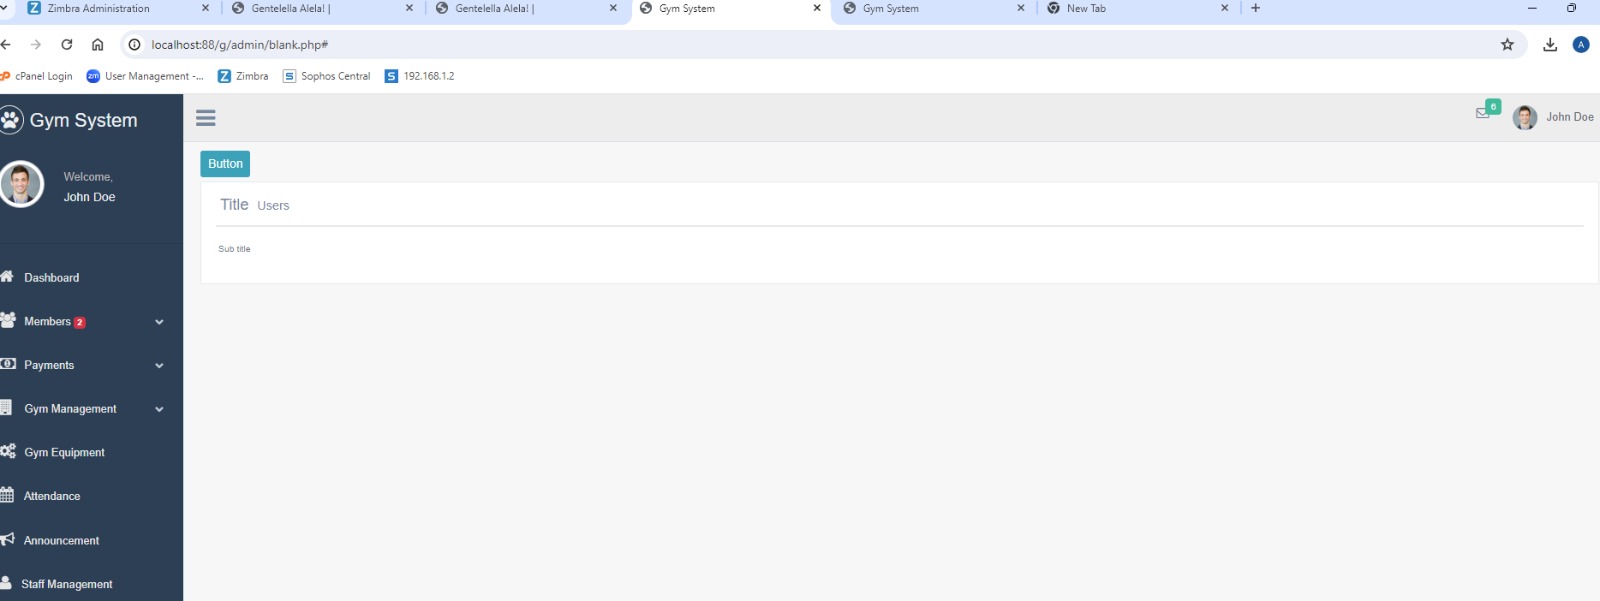 Zimbra Administration
Gentelella Alela! |
Gentelella Alela! |
Gym System
Gym System
New Tab
localhost:88/g/admin/blank.php#
A
cPanel Login
zm User Management -...
Z Zimbra
S Sophos Central
S 192.168.1.2
Gym System
6
John Doe
Welcome,
John Doe
Button
Title Users
Sub title
Dashboard
Members 2
Payments
Gym Management
Gym Equipment
Attendance
Announcement
Staff Management